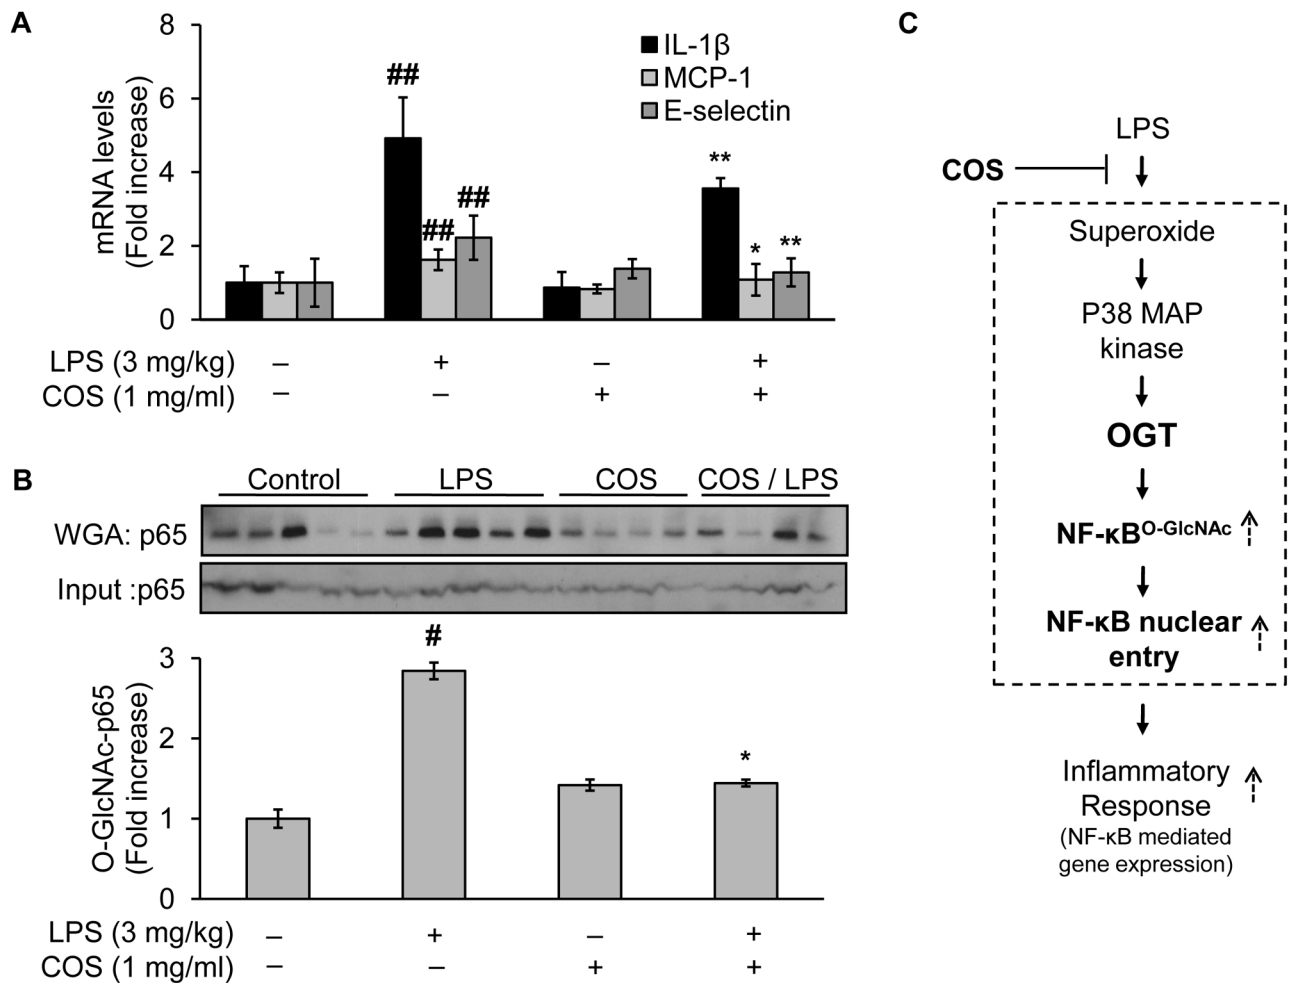 A
8
6
4
2
0
mRNA levels
(Fold increase)
IL-1β
MCP-1
E-selectin
##
##
##
**
*
**
LPS (3 mg/kg) – + – +
COS (1 mg/ml) – – + +
B
Control LPS COS COS / LPS
WGA: p65
Input :p65
3
2
1
0
O-GlcNAc-p65
(Fold increase)
#
*
LPS (3 mg/kg) – + – +
COS (1 mg/ml) – – + +
C
LPS
COS
Superoxide
P38 MAP
kinase
OGT
NF-κB^O-GlcNAc
NF-κB nuclear
entry
Inflammatory
Response
(NF-κB mediated
gene expression)